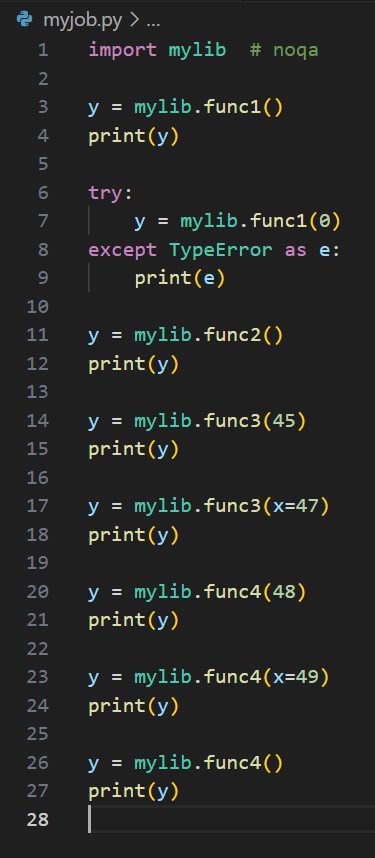 myjob.py > ...
1 import mylib  # noqa
2
3 y = mylib.func1()
4 print(y)
5
6 try:
7     y = mylib.func1(0)
8 except TypeError as e:
9     print(e)
10
11 y = mylib.func2()
12 print(y)
13
14 y = mylib.func3(45)
15 print(y)
16
17 y = mylib.func3(x=47)
18 print(y)
19
20 y = mylib.func4(48)
21 print(y)
22
23 y = mylib.func4(x=49)
24 print(y)
25
26 y = mylib.func4()
27 print(y)
28